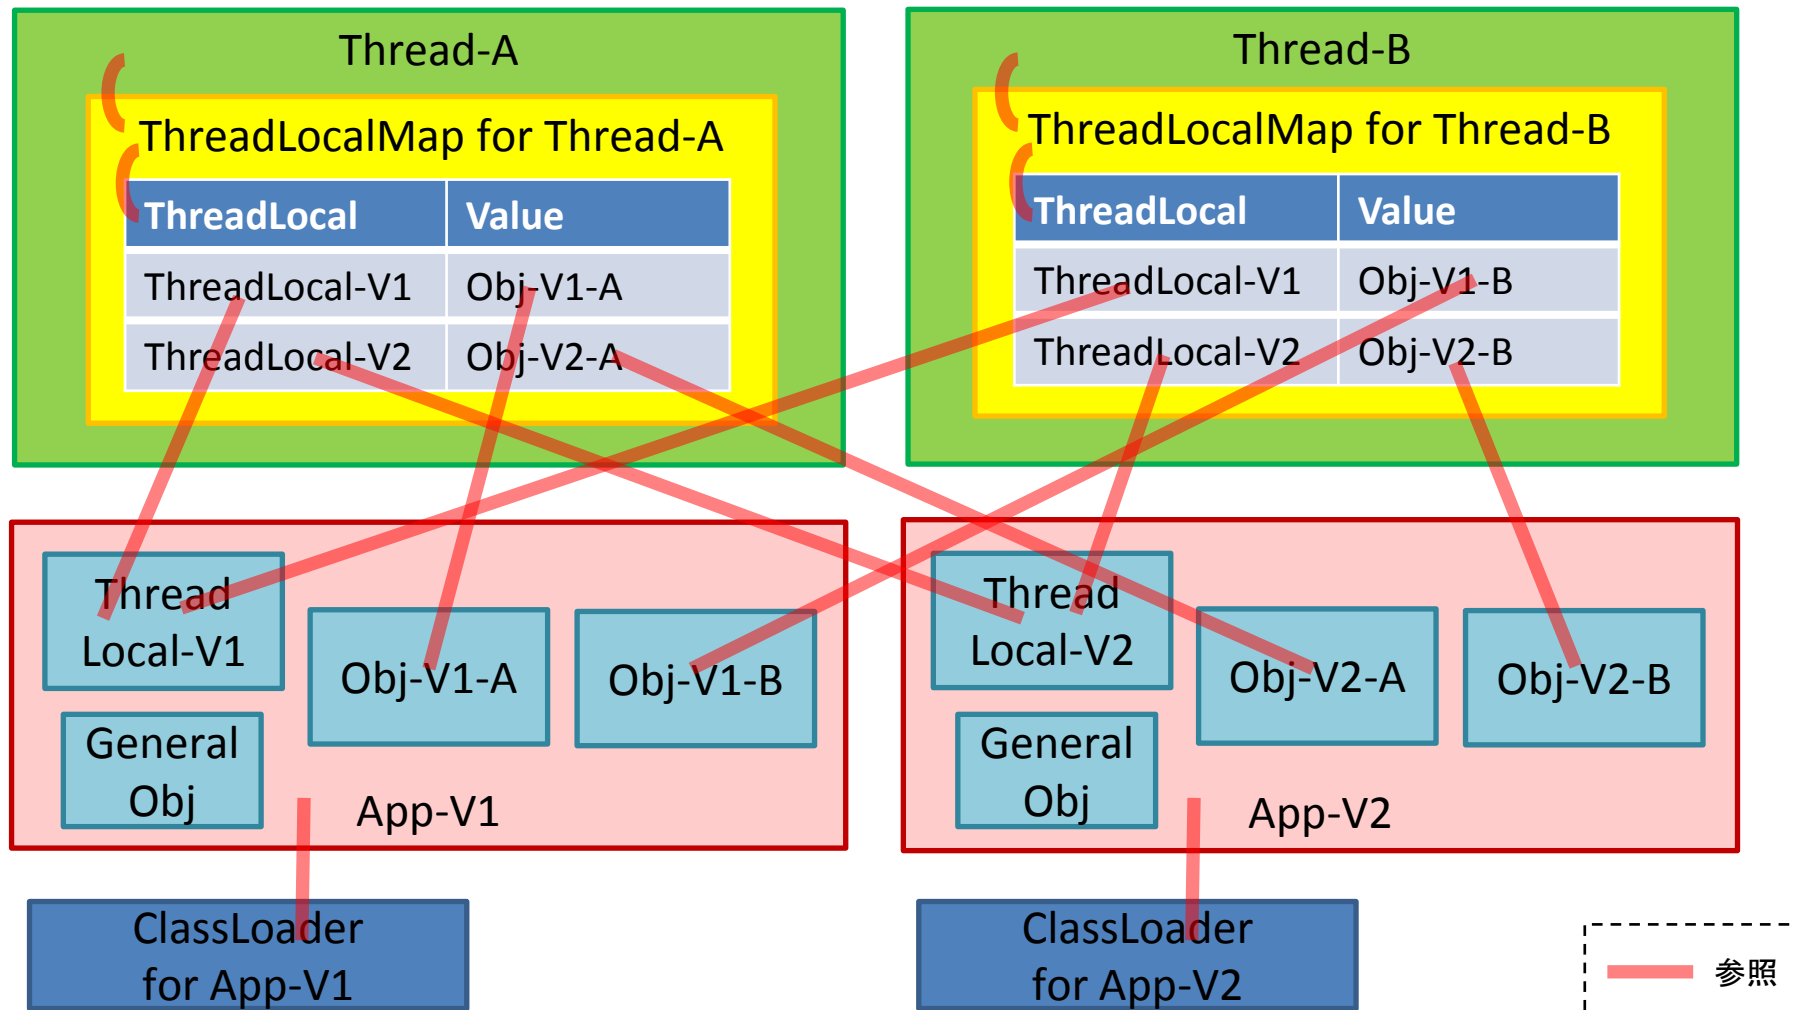 Thread-A
ThreadLocalMap for Thread-A
ThreadLocal Value
ThreadLocal-V1 Obj-V1-A
ThreadLocal-V2 Obj-V2-A
Thread-B
ThreadLocalMap for Thread-B
ThreadLocal Value
ThreadLocal-V1 Obj-V1-B
ThreadLocal-V2 Obj-V2-B
Thread
Local-V1
Obj-V1-A
Obj-V1-B
General
Obj
App-V1
Thread
Local-V2
Obj-V2-A
Obj-V2-B
General
Obj
App-V2
ClassLoader
for App-V1
ClassLoader
for App-V2
参照